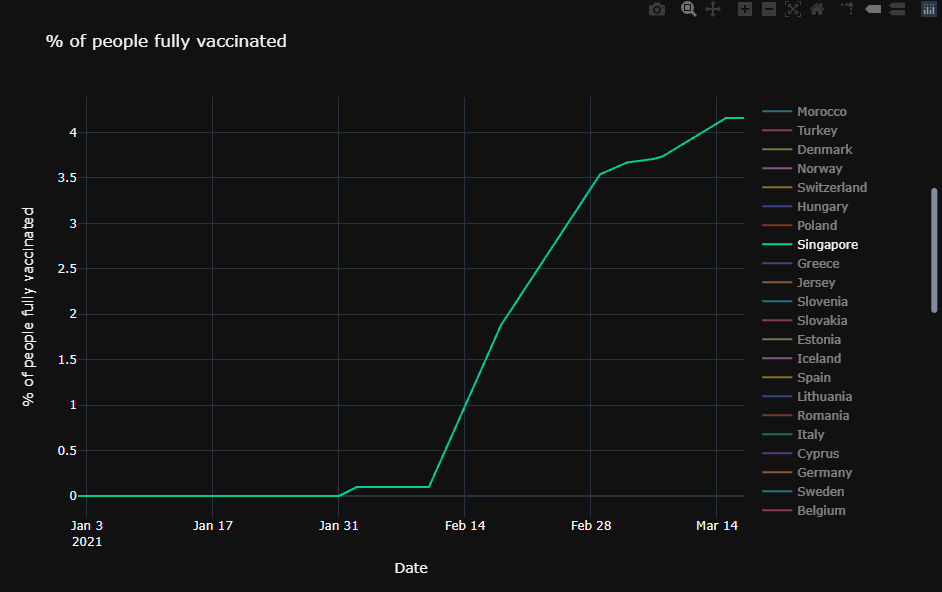 % of people fully vaccinated
% of people fully vaccinated
4
3.5
3
2.5
2
1.5
1
0.5
0
Jan 3
2021
Jan 17
Jan 31
Feb 14
Feb 28
Mar 14
Date
Morocco
Turkey
Denmark
Norway
Switzerland
Hungary
Poland
Singapore
Greece
Jersey
Slovenia
Slovakia
Estonia
Iceland
Spain
Lithuania
Romania
Italy
Cyprus
Germany
Sweden
Belgium